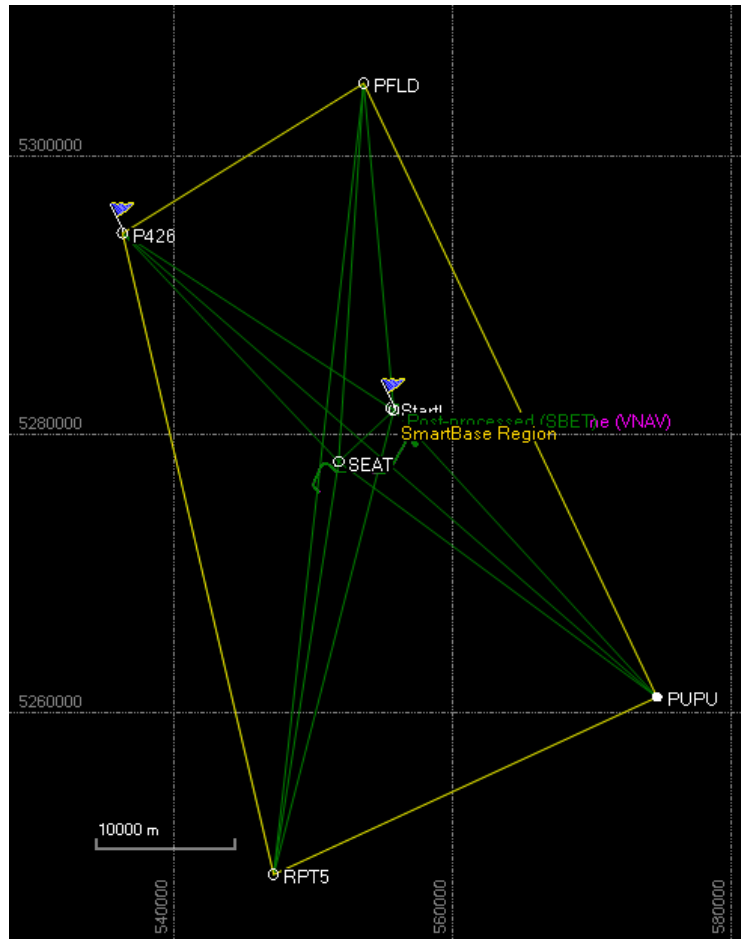 PFLD
5300000
P426
Start
Post-processed (SBET)
ne (VNAV)
5280000
SmartBase Region
SEAT
5260000
PUPU
10000 m
RPT5
540000
560000
580000